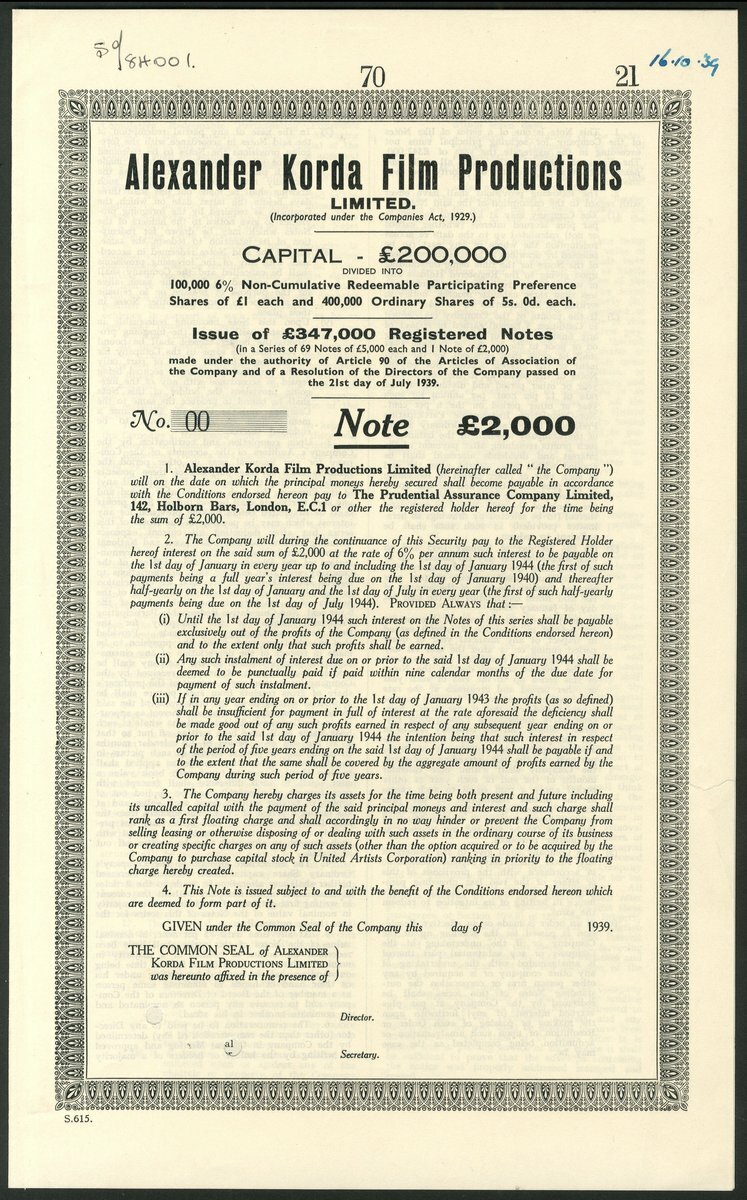 70
21
16·10·39
Alexander Korda Film Productions
LIMITED.
(Incorporated under the Companies Act, 1929.)
CAPITAL - £200,000
DIVIDED INTO
100,000 6% Non-Cumulative Redeemable Participating Preference
Shares of £1 each and 400,000 Ordinary Shares of 5s. 0d. each.
Issue of £347,000 Registered Notes
(in a Series of 69 Notes of £5,000 each and 1 Note of £2,000)
made under the authority of Article 90 of the Articles of Association of
the Company and of a Resolution of the Directors of the Company passed on
the 21st day of July 1939.
No. 00 Note £2,000
1. Alexander Korda Film Productions Limited (hereinafter called “ the Company ”)
will on the date on which the principal moneys hereby secured shall become payable in accordance
with the Conditions endorsed hereon pay to The Prudential Assurance Company Limited,
142, Holborn Bars, London, E.C.1 or other the registered holder hereof for the time being
the sum of £2,000.
2. The Company will during the continuance of this Security pay to the Registered Holder
hereof interest on the said sum of £2,000 at the rate of 6% per annum such interest to be payable on
the 1st day of January in every year up to and including the 1st day of January 1944 (the first of such
payments being a full year's interest being due on the 1st day of January 1940) and thereafter
half-yearly on the 1st day of January and the 1st day of July in every year (the first of such half-yearly
payments being due on the 1st day of July 1944). PROVIDED ALWAYS that :—
(i) Until the 1st day of January 1944 such interest on the Notes of this series shall be payable
exclusively out of the profits of the Company (as defined in the Conditions endorsed hereon)
and to the extent only that such profits shall be earned.
(ii) Any such instalment of interest due on or prior to the said 1st day of January 1944 shall be
deemed to be punctually paid if paid within nine calendar months of the due date for
payment of such instalment.
(iii) If in any year ending on or prior to the 1st day of January 1943 the profits (as so defined)
shall be insufficient for payment in full of interest at the rate aforesaid the deficiency shall
be made good out of any such profits earned in respect of any subsequent year ending on or
prior to the said 1st day of January 1944 the intention being that such interest in respect
of the period of five years ending on the said 1st day of January 1944 shall be payable if and
to the extent that the same shall be covered by the aggregate amount of profits earned by the
Company during such period of five years.
3. The Company hereby charges its assets for the time being both present and future including
its uncalled capital with the payment of the said principal moneys and interest and such charge shall
rank as a first floating charge and shall accordingly in no way hinder or prevent the Company from
selling leasing or otherwise disposing of or dealing with such assets in the ordinary course of its business
or creating specific charges on any of such assets (other than the option acquired or to be acquired by the
Company to purchase capital stock in United Artists Corporation) ranking in priority to the floating
charge hereby created.
4. This Note is issued subject to and with the benefit of the Conditions endorsed hereon which
are deemed to form part of it.
GIVEN under the Common Seal of the Company this day of 1939.
THE COMMON SEAL of ALEXANDER
KORDA FILM PRODUCTIONS LIMITED
was hereunto affixed in the presence of
Director.
al
Secretary.
S.615.